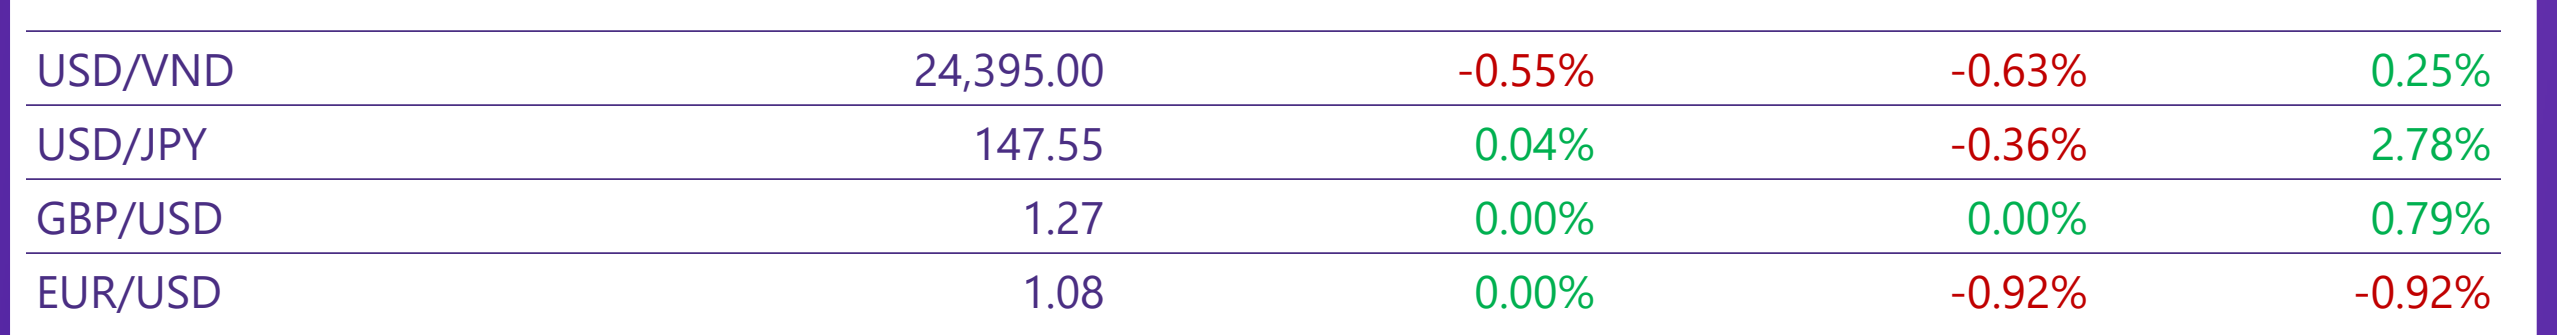 USD/VND 24,395.00 -0.55% -0.63% 0.25%
USD/JPY 147.55 0.04% -0.36% 2.78%
GBP/USD 1.27 0.00% 0.00% 0.79%
EUR/USD 1.08 0.00% -0.92% -0.92%